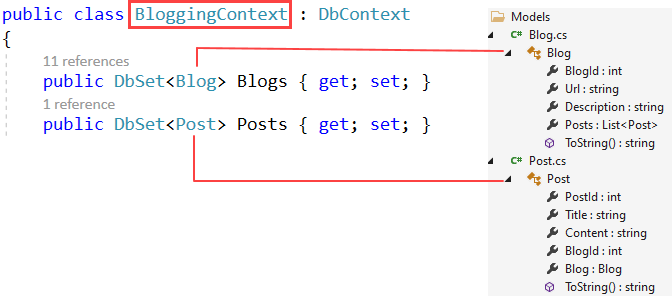 public class BloggingContext : DbContext
{
11 references
public DbSet<Blog> Blogs { get; set; }
1 reference
public DbSet<Post> Posts { get; set; }
Models
C# Blog.cs
Blog
BlogId : int
Url : string
Description : string
Posts : List<Post>
ToString() : string
C# Post.cs
Post
PostId : int
Title : string
Content : string
BlogId : int
Blog : Blog
ToString() : string